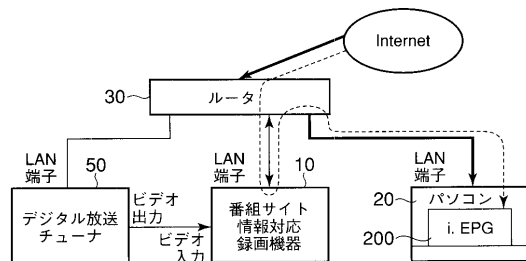 Internet
30
ルータ
LAN
端子
50
LAN
端子
10
LAN
端子
デジタル放送
チューナ
ビデオ
出力
ビデオ
入力
番組サイト
情報対応
録画機器
20
パソコン
200
i. EPG